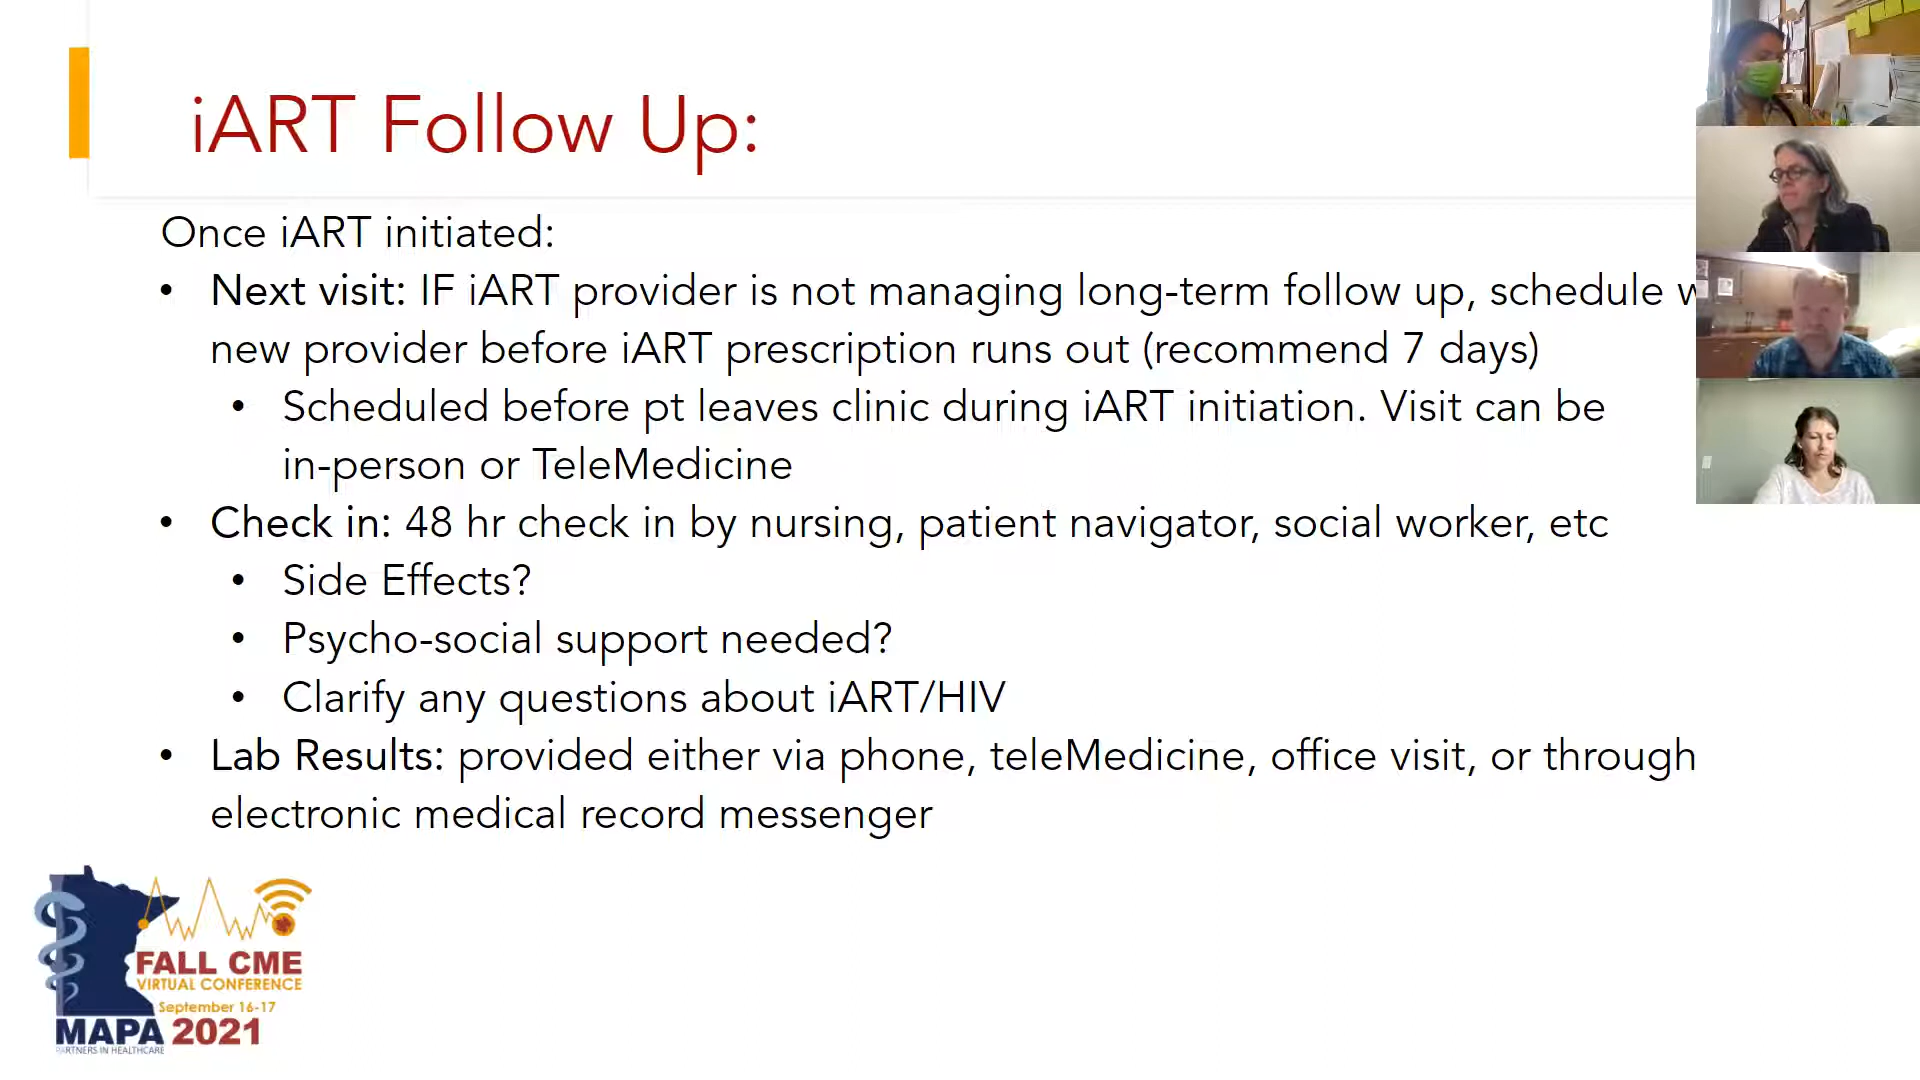 iART Follow Up:
Once iART initiated:
• Next visit: IF iART provider is not managing long-term follow up, schedule
new provider before iART prescription runs out (recommend 7 days)
• Scheduled before pt leaves clinic during iART initiation. Visit can be
in-person or TeleMedicine
• Check in: 48 hr check in by nursing, patient navigator, social worker, etc
• Side Effects?
• Psycho-social support needed?
• Clarify any questions about iART/HIV
• Lab Results: provided either via phone, teleMedicine, office visit, or through
electronic medical record messenger
FALL CME
VIRTUAL CONFERENCE
September 16-17
MAPA 2021
PARTNERS IN HEALTHCARE